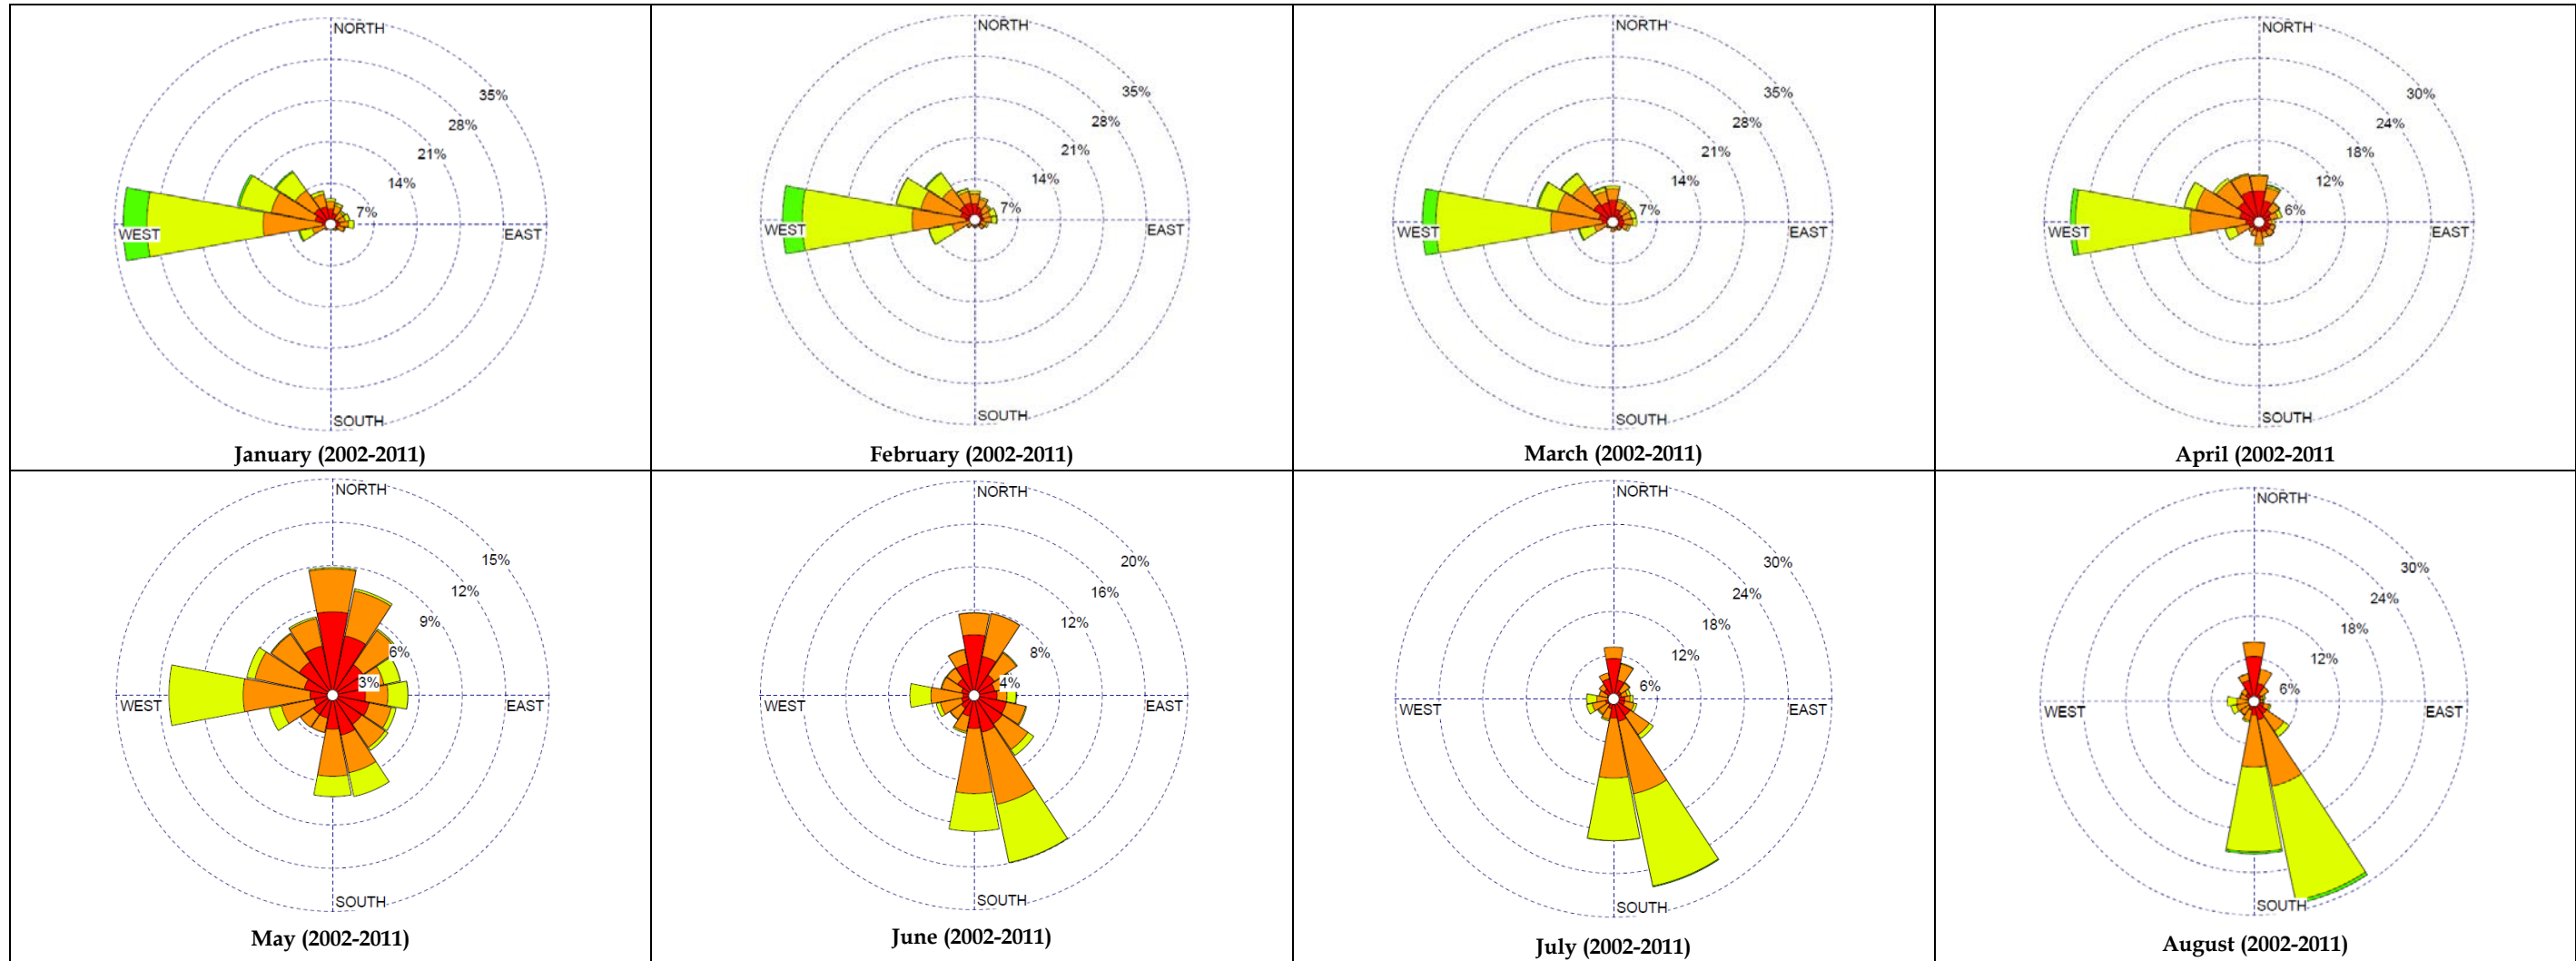 NORTH
35%
28%
21%
14%
7%
WEST
EAST
SOUTH
January (2002-2011)
NORTH
35%
28%
21%
14%
7%
WEST
EAST
SOUTH
February (2002-2011)
NORTH
35%
28%
21%
14%
7%
WEST
EAST
SOUTH
March (2002-2011)
NORTH
30%
24%
18%
12%
6%
WEST
EAST
SOUTH
April (2002-2011
NORTH
15%
12%
9%
6%
3%
WEST
EAST
SOUTH
May (2002-2011)
NORTH
20%
16%
12%
8%
4%
WEST
EAST
SOUTH
June (2002-2011)
NORTH
30%
24%
18%
12%
6%
WEST
EAST
SOUTH
July (2002-2011)
NORTH
30%
24%
18%
12%
6%
WEST
EAST
SOUTH
August (2002-2011)